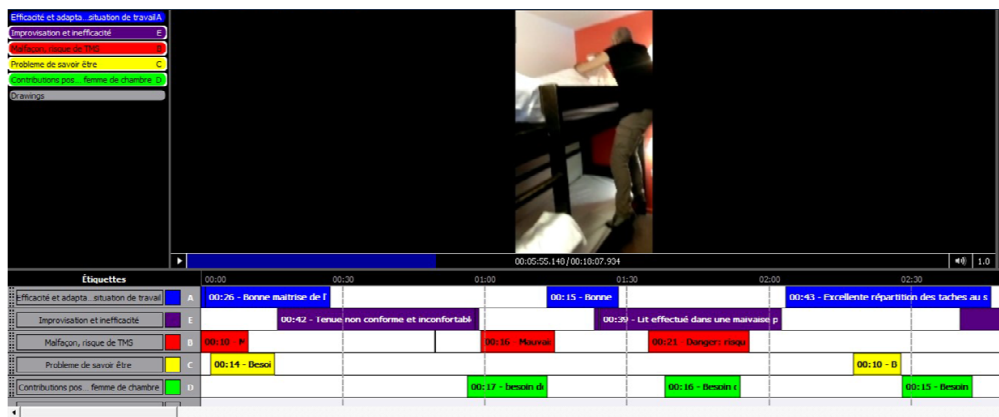 Efficacité et adapta...situation de travail A
Improvisation et inefficacité E
Malfaçon, risque de TMS B
Probleme de savoir être C
Contributions pos... femme de chambre D
Drawings
00:05:55.140/00:10:07.934
1.0
Étiquettes 00:00 00:30 01:00 01:30 02:00 02:30
Efficacité et adapta...situation de travail A 00:26 - Bonne maitrise de l' 00:15 - Bonne 00:43 - Excellente répartition des taches au s
Improvisation et inefficacité E 00:42 - Tenue non conforme et inconfortabl 00:39 - Lit effectué dans une mavaise p
Malfaçon, risque de TMS B 00:10 - 00:16 - Mauvai 00:21 - Danger: risqu
Probleme de savoir être C 00:14 - Besoi 00:10 - B
Contributions pos... femme de chambre D 00:17 - besoin de 00:16 - Besoin 00:15 - Besoin